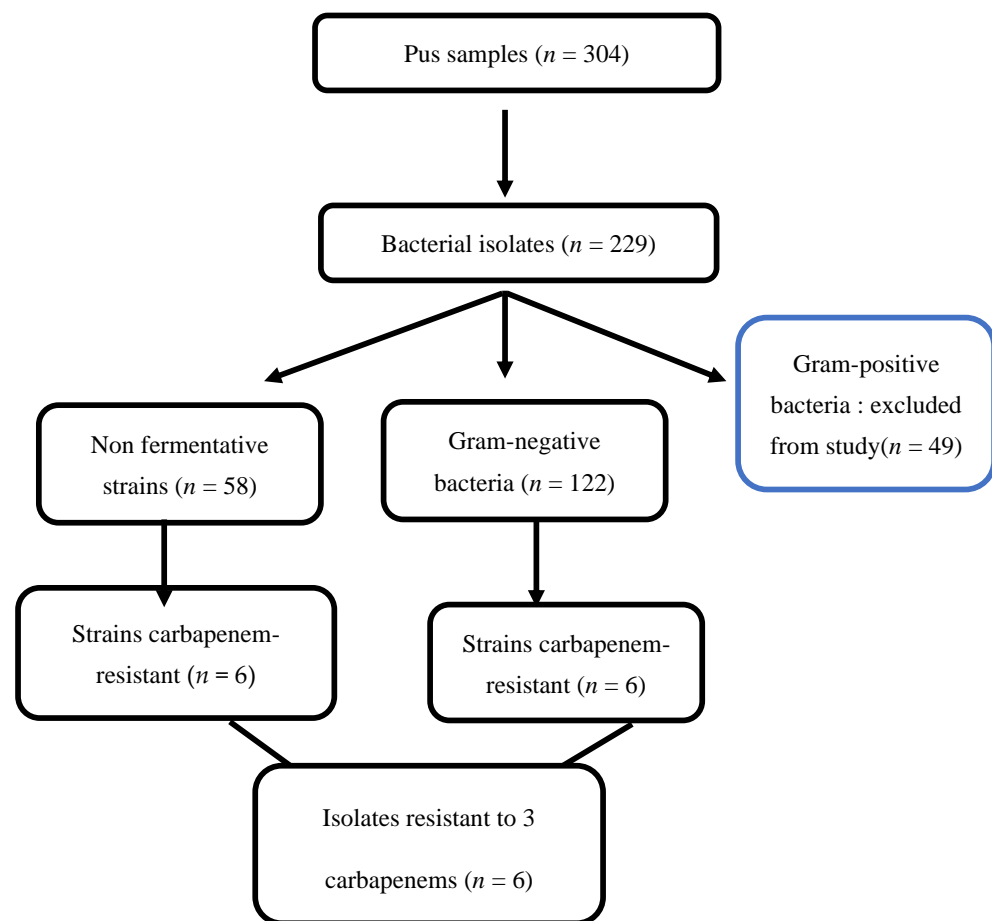 Pus samples (n = 304)
Bacterial isolates (n = 229)
Non fermentative
strains (n = 58)
Gram-negative
bacteria (n = 122)
Gram-positive
bacteria : excluded
from study(n = 49)
Strains carbapenem-
resistant (n = 6)
Strains carbapenem-
resistant (n = 6)
Isolates resistant to 3
carbapenems (n = 6)